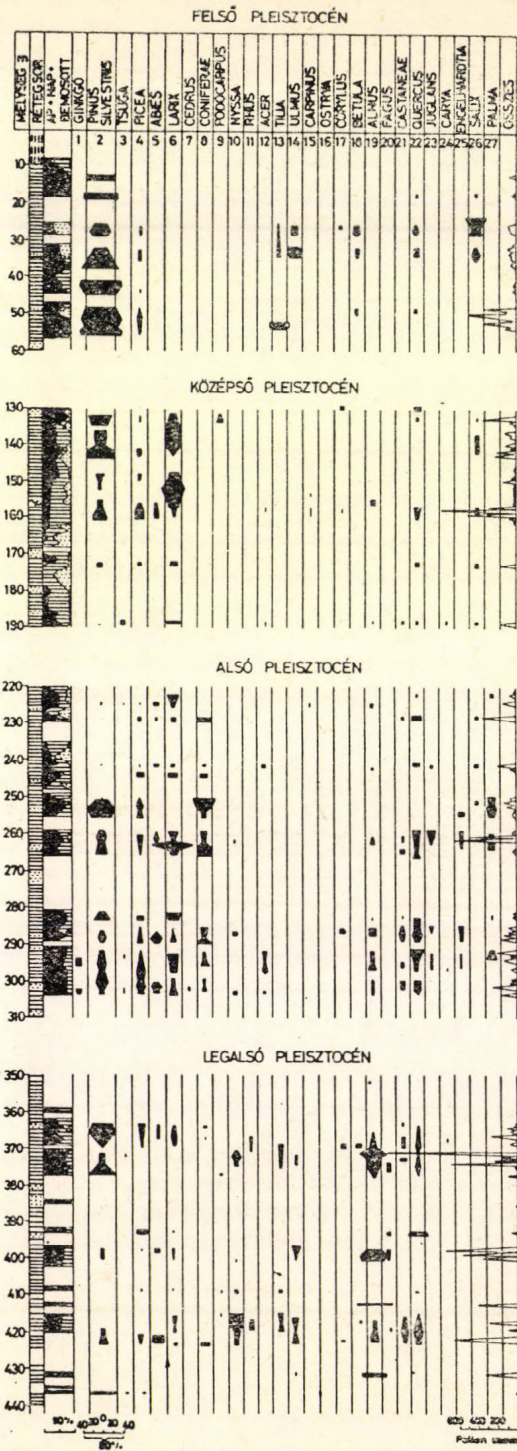 FELSŐ PLEISZTOCÉN
RÉTEGSOR
AP + NAP +
BEMOSOTT
GINKGO
PINUS
SILVESTRIS
TSUGA
PICEA
ABIES
LARIX
CEDRUS
CONIFERAE
PODOCARPUS
NYSSA
RHUS
ACER
TILIA
ULMUS
CARPINUS
OSTRYA
CORYLUS
BETULA
ALNUS
FAGUS
CASTANEAE
QUERCUS
JUGLANS
CARYA
ENGELHARDTIA
SALIX
PALMA
ÖSSZES
1 2 3 4 5 6 7 8 9 10 11 12 13 14 15 16 17 18 19 20 21 22 23 24 25 26 27
10
20
30
40
50
60
KÖZÉPSŐ PLEISZTOCÉN
130
140
150
160
170
180
190
ALSÓ PLEISZTOCÉN
220
230
240
250
260
270
280
290
300
310
LEGALSÓ PLEISZTOCÉN
350
360
370
380
390
400
410
420
430
440